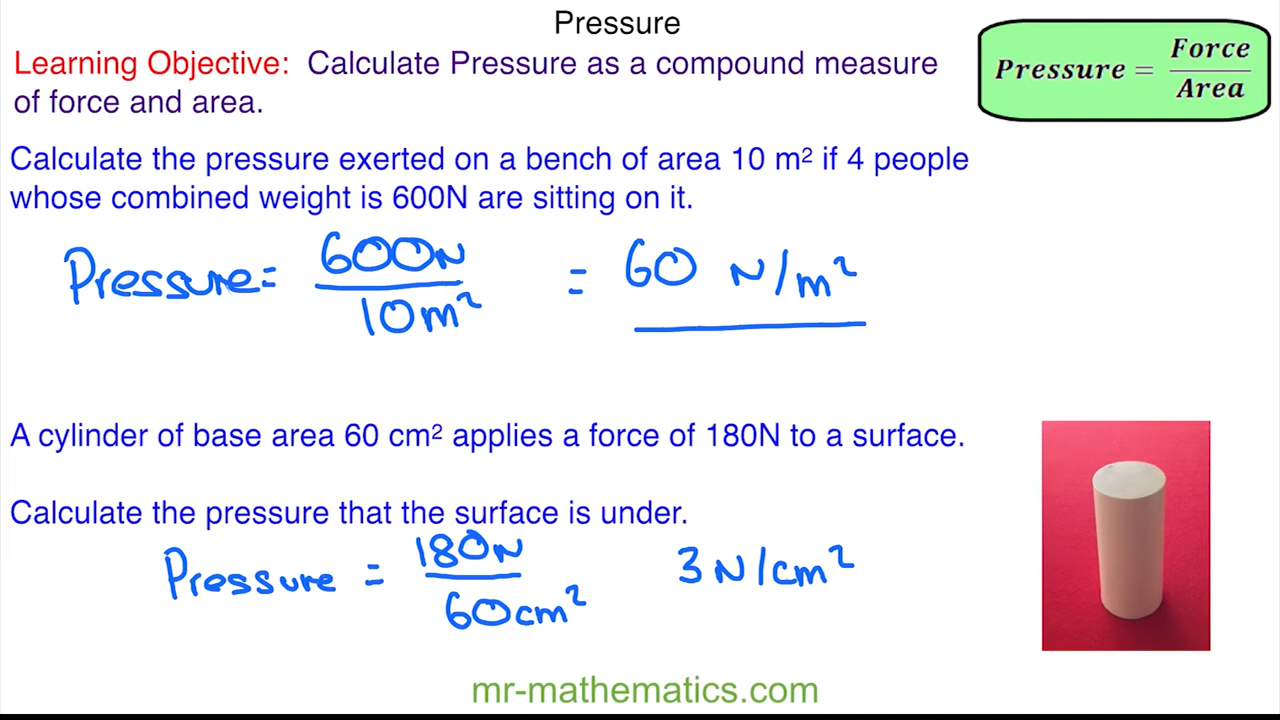 Pressure
Learning Objective: Calculate Pressure as a compound measure
of force and area.
Pressure = Force
Area
Calculate the pressure exerted on a bench of area 10 m² if 4 people
whose combined weight is 600N are sitting on it.
Pressure = 600N = 60 N/m²
10m²
A cylinder of base area 60 cm² applies a force of 180N to a surface.
Calculate the pressure that the surface is under.
Pressure = 180N 3N/cm²
60cm²
mr-mathematics.com